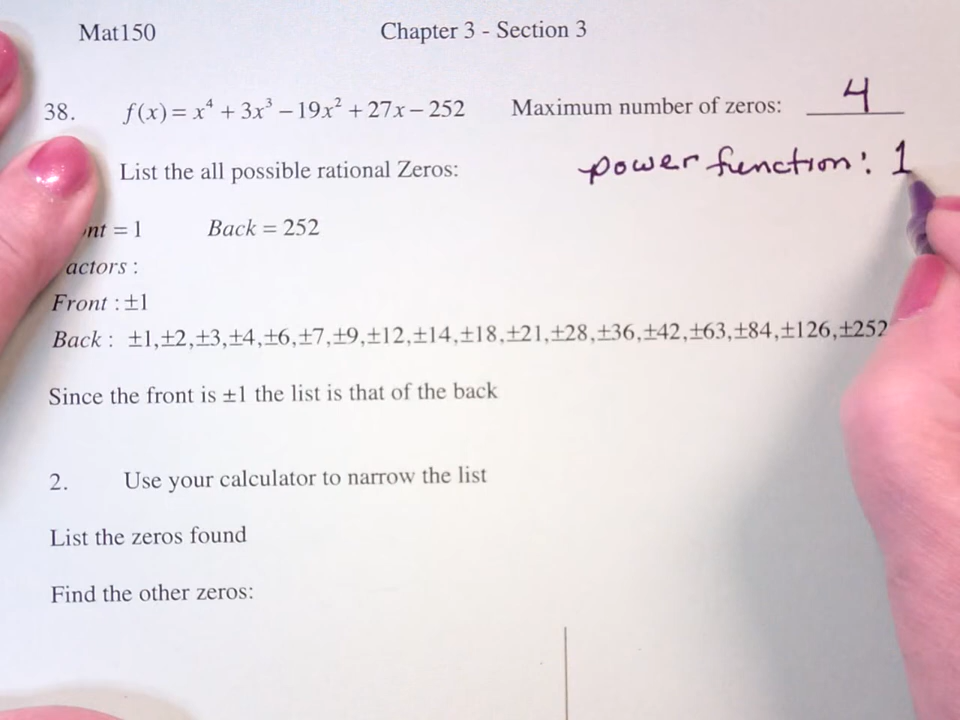 Mat150 Chapter 3 - Section 3
38. f(x) = x⁴ + 3x³ – 19x² + 27x – 252 Maximum number of zeros: 4
List the all possible rational Zeros: power function: 1
nt = 1 Back = 252
actors :
Front : ±1
Back : ±1,±2,±3,±4,±6,±7,±9,±12,±14,±18,±21,±28,±36,±42,±63,±84,±126,±252
Since the front is ±1 the list is that of the back
2. Use your calculator to narrow the list
List the zeros found
Find the other zeros: